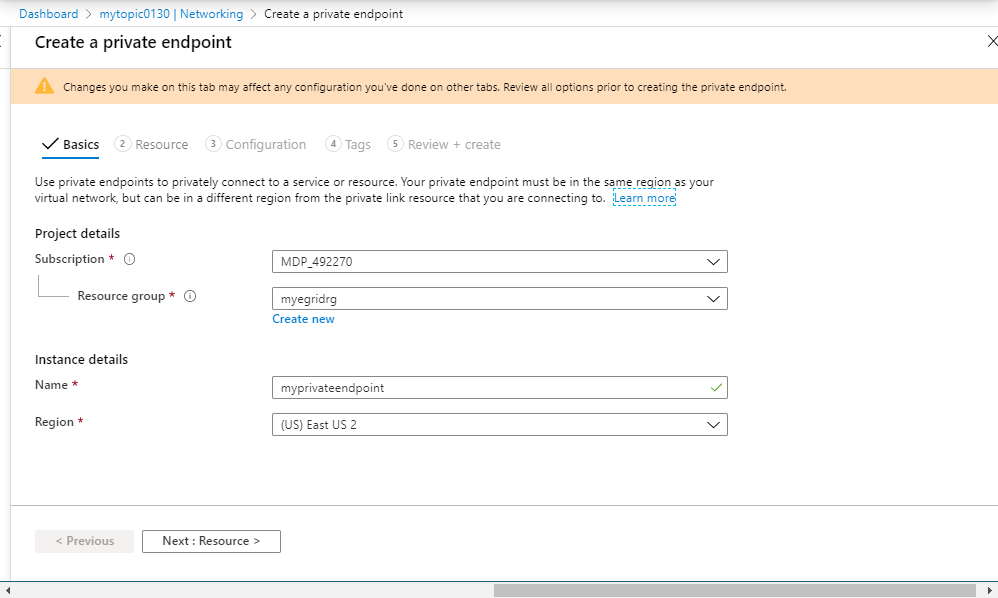 Dashboard > mytopic0130 | Networking > Create a private endpoint
Create a private endpoint
Changes you make on this tab may affect any configuration you've done on other tabs. Review all options prior to creating the private endpoint.
Basics 2 Resource 3 Configuration 4 Tags 5 Review + create
Use private endpoints to privately connect to a service or resource. Your private endpoint must be in the same region as your
virtual network, but can be in a different region from the private link resource that you are connecting to. Learn more
Project details
Subscription * MDP_492270
Resource group * myegridrg
Create new
Instance details
Name * myprivateendpoint
Region * (US) East US 2
< Previous Next : Resource >